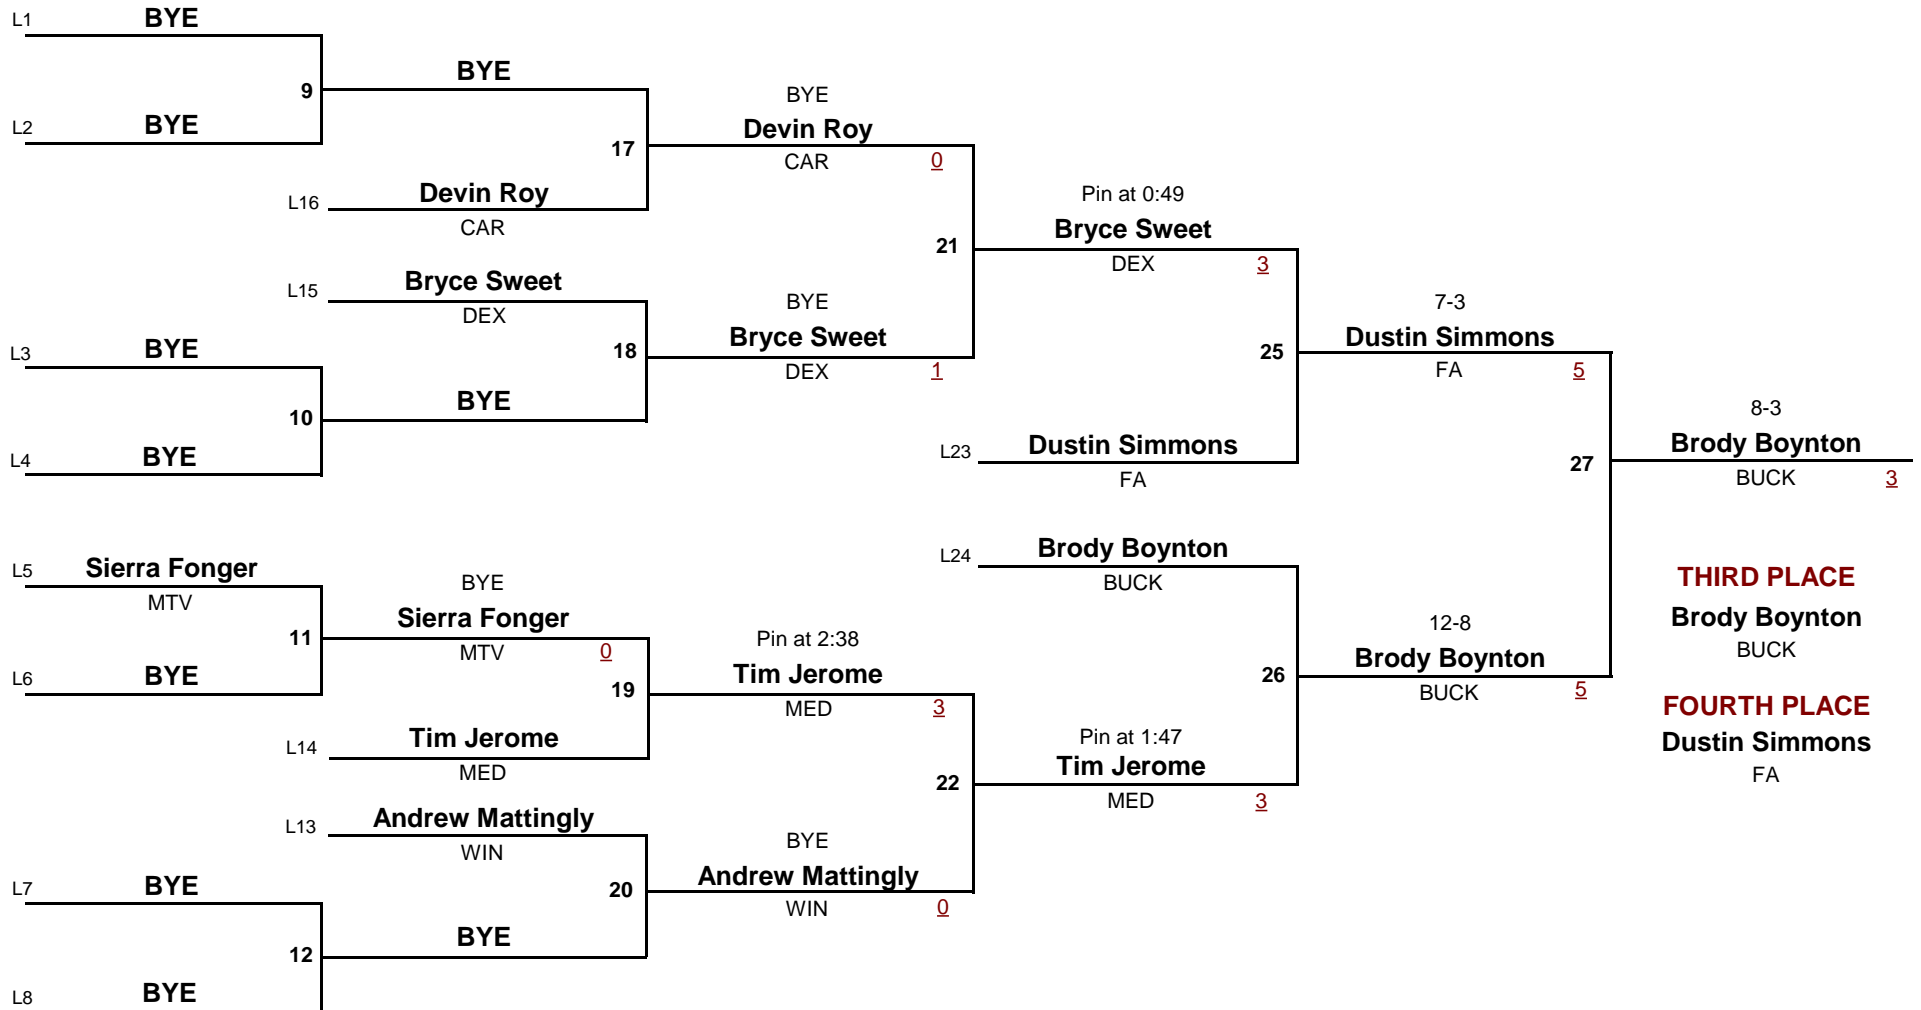 L1 BYE
9
BYE
L2 BYE
17
BYE
Devin Roy
CAR 0
L16 Devin Roy
CAR
21
Pin at 0:49
Bryce Sweet
DEX 3
L15 Bryce Sweet
DEX
18
BYE
Bryce Sweet
DEX 1
L3 BYE
10
BYE
L4 BYE
25
7-3
Dustin Simmons
FA 5
L23 Dustin Simmons
FA
27
8-3
Brody Boynton
BUCK 3
L5 Sierra Fonger
MTV
11
BYE
Sierra Fonger
MTV 0
L6 BYE
19
Pin at 2:38
Tim Jerome
MED 3
L14 Tim Jerome
MED
L24 Brody Boynton
BUCK
26
12-8
Brody Boynton
BUCK 5
22
Pin at 1:47
Tim Jerome
MED 3
L13 Andrew Mattingly
WIN
20
BYE
Andrew Mattingly
WIN 0
L7 BYE
12
BYE
L8 BYE
THIRD PLACE
Brody Boynton
BUCK
FOURTH PLACE
Dustin Simmons
FA